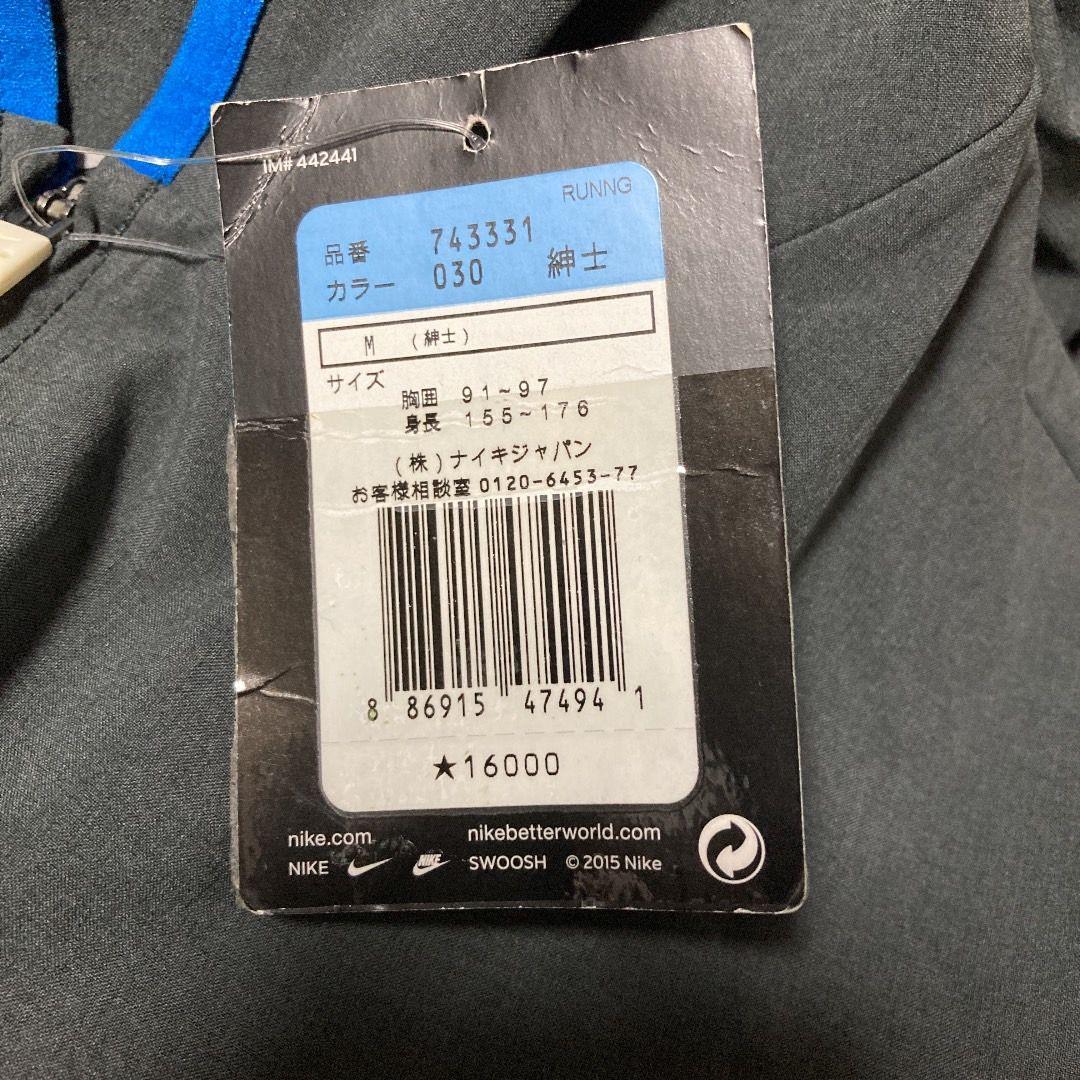 IM# 442441
RUNNG
品番 743331
カラー 030 紳士
M (紳士)
サイズ
胸囲 91~97
身長 155~176
(株)ナイキジャパン
お客様相談室 0120-6453-77
8 86915 47494 1
★16000
nike.com nikebetterworld.com
NIKE NIKE SWOOSH © 2015 Nike